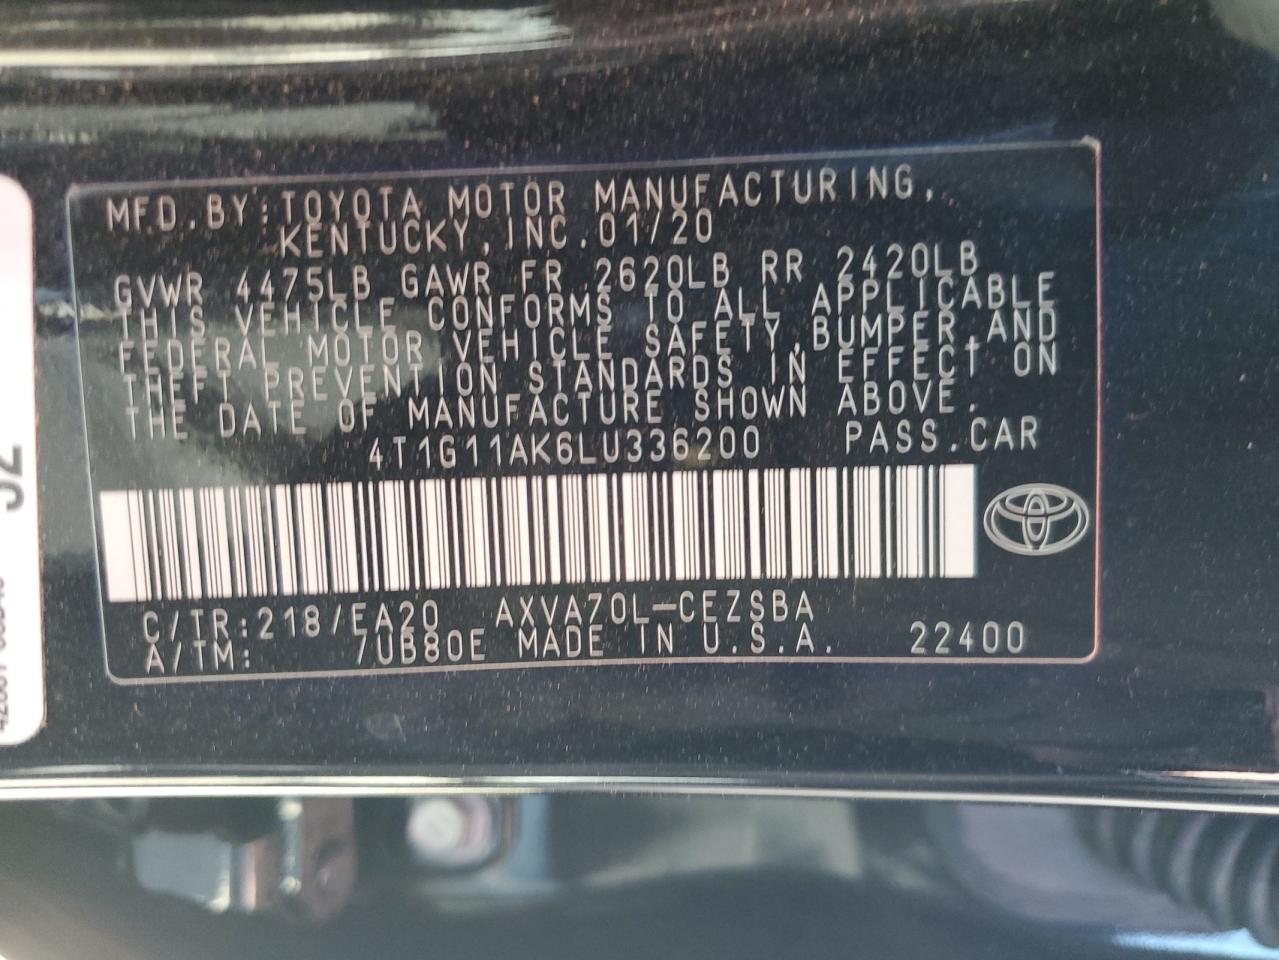 MFD. BY: TOYOTA MOTOR MANUFACTURING,
KENTUCKY, INC. 01/20
GVWR 4475LB GAWR FR 2620LB RR 2420LB
THIS VEHICLE CONFORMS TO ALL APPLICABLE
FEDERAL MOTOR VEHICLE SAFETY, BUMPER, AND
THEFT PREVENTION STANDARDS IN EFFECT ON
THE DATE OF MANUFACTURE SHOWN ABOVE.
4T1G11AK6LU336200 PASS. CAR
C/TR: 218/EA20 AXVA70L-CEZSBA
A/TM: /UB80E MADE IN U.S.A. 22400